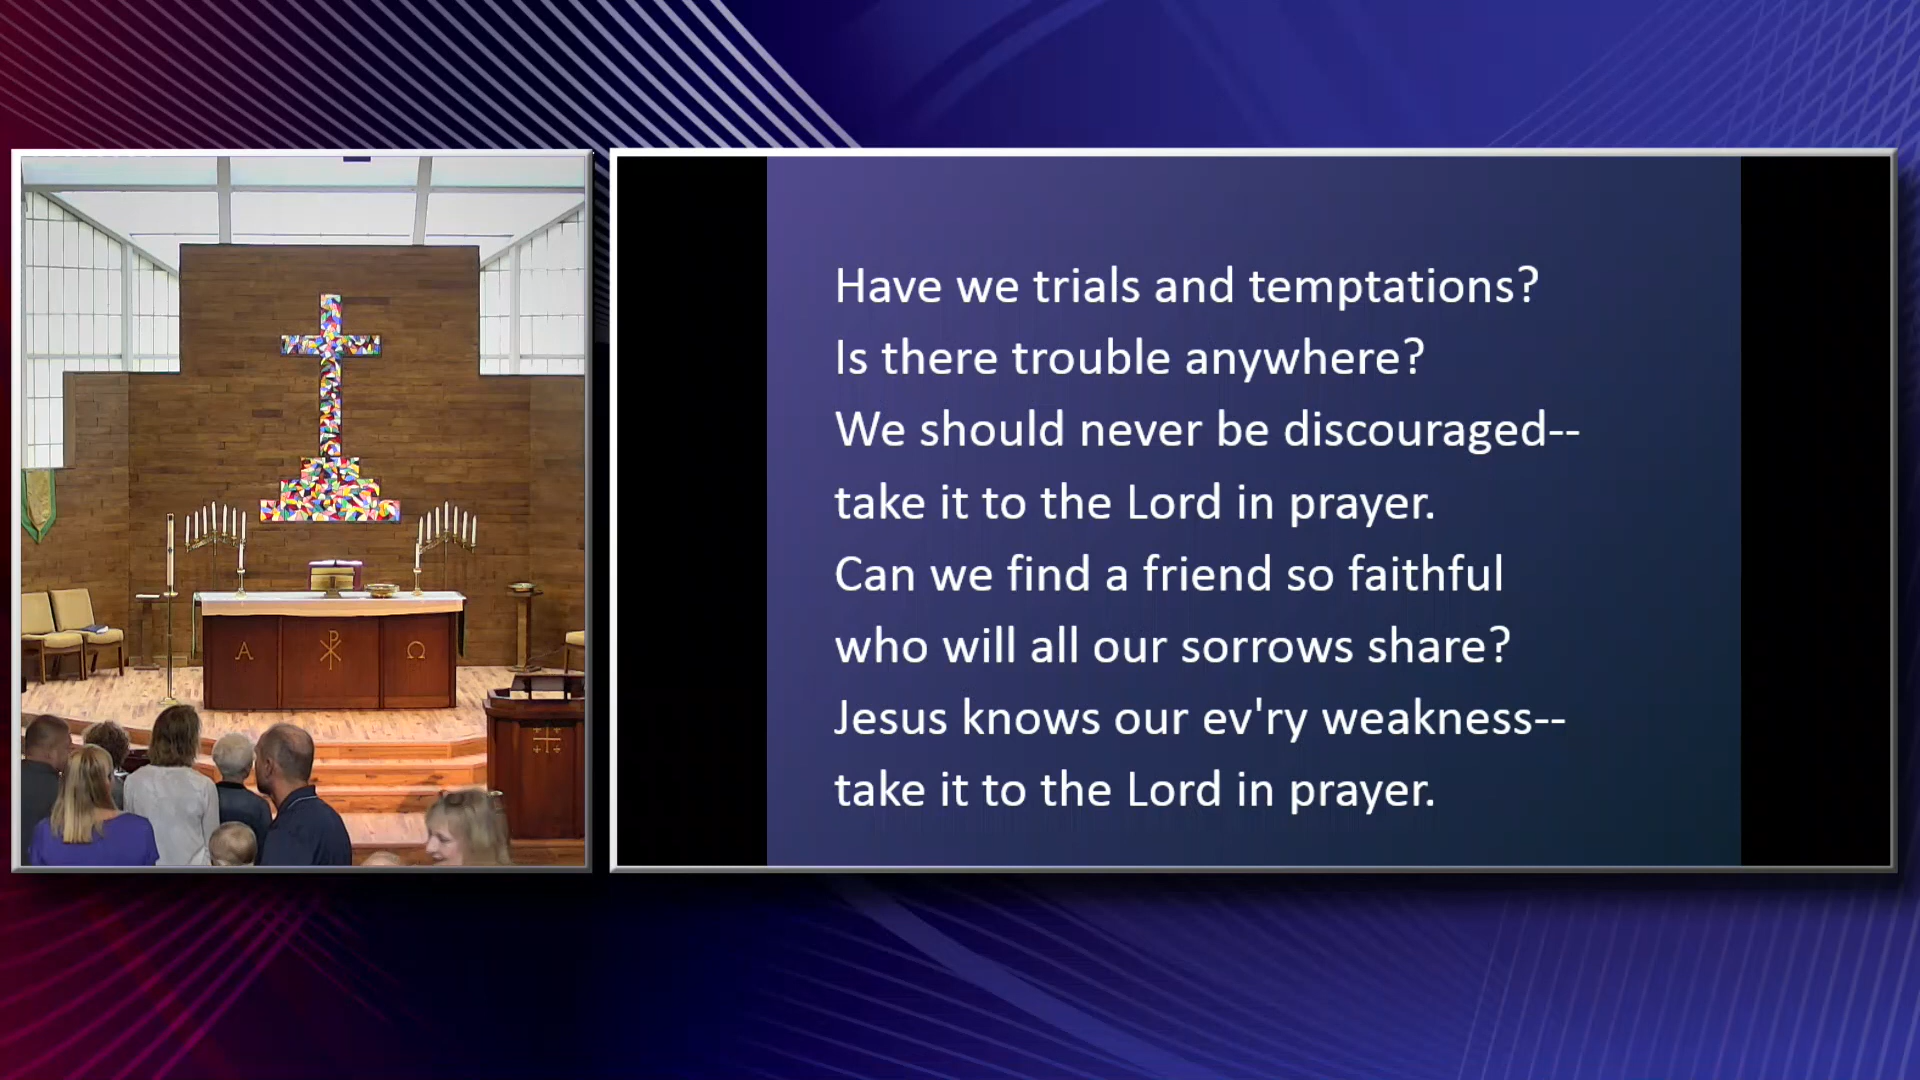 Α
☧
Ω
Have we trials and temptations?
Is there trouble anywhere?
We should never be discouraged--
take it to the Lord in prayer.
Can we find a friend so faithful
who will all our sorrows share?
Jesus knows our ev'ry weakness--
take it to the Lord in prayer.